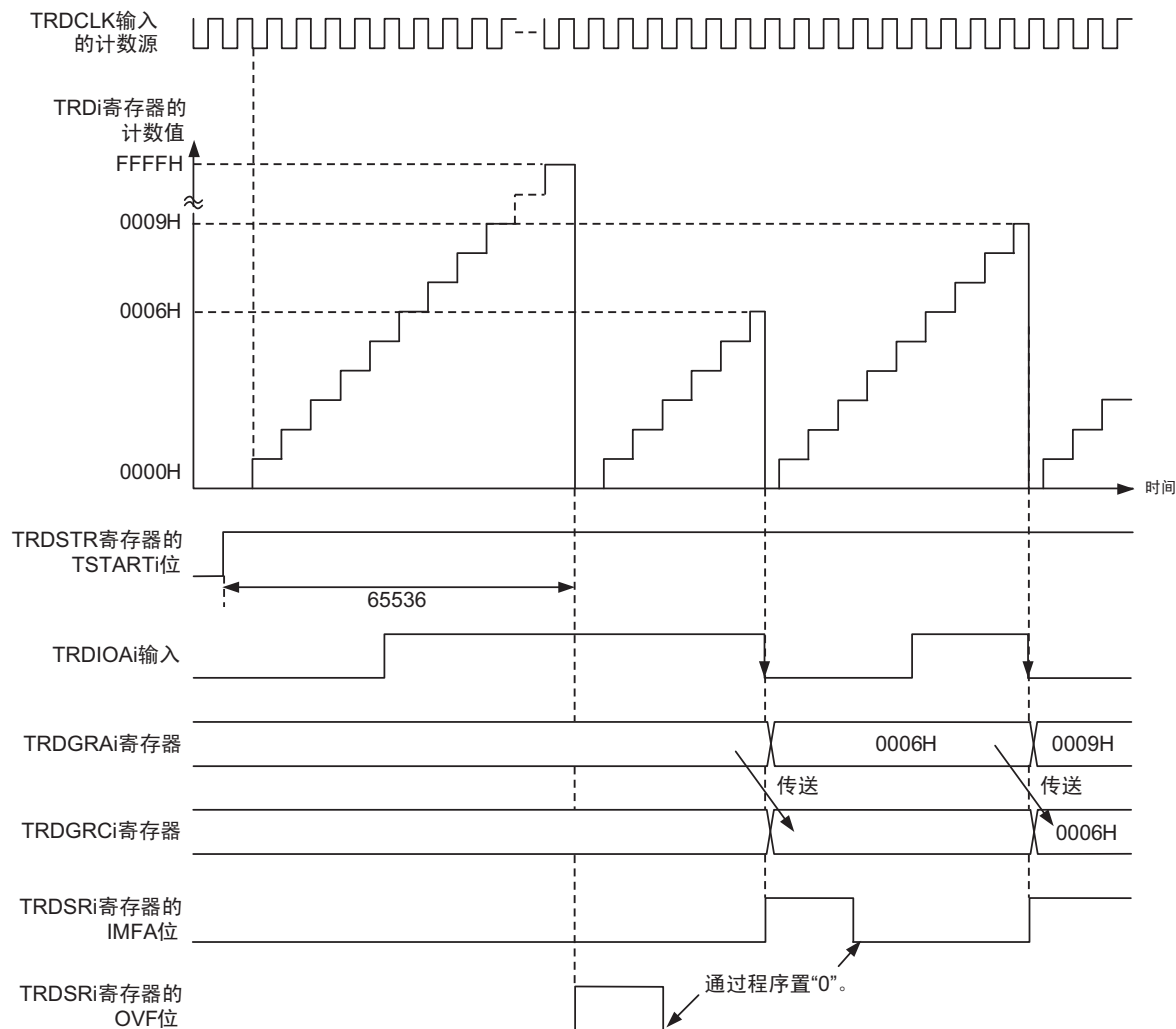 TRDCLK输入
的计数源
TRDi寄存器的
计数值
FFFFH
0009H
0006H
0000H
时间
TRDSTR寄存器的
TSTARTi位
65536
TRDIOAi输入
TRDGRAi寄存器
0006H
0009H
传送
传送
TRDGRCi寄存器
0006H
TRDSRi寄存器的
IMFA位
通过程序置“0”。
TRDSRi寄存器的
OVF位